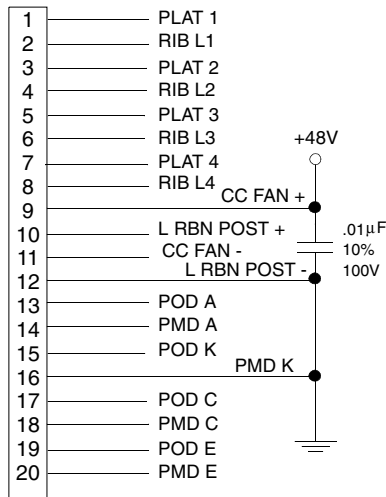 1 PLAT 1
2 RIB L1
3 PLAT 2
4 RIB L2
5 PLAT 3
6 RIB L3
+48V
7 PLAT 4
8 RIB L4
9 CC FAN +
10 L RBN POST + .01µF
11 CC FAN - 10%
12 L RBN POST - 100V
13 POD A
14 PMD A
15 POD K
16 PMD K
17 POD C
18 PMD C
19 POD E
20 PMD E